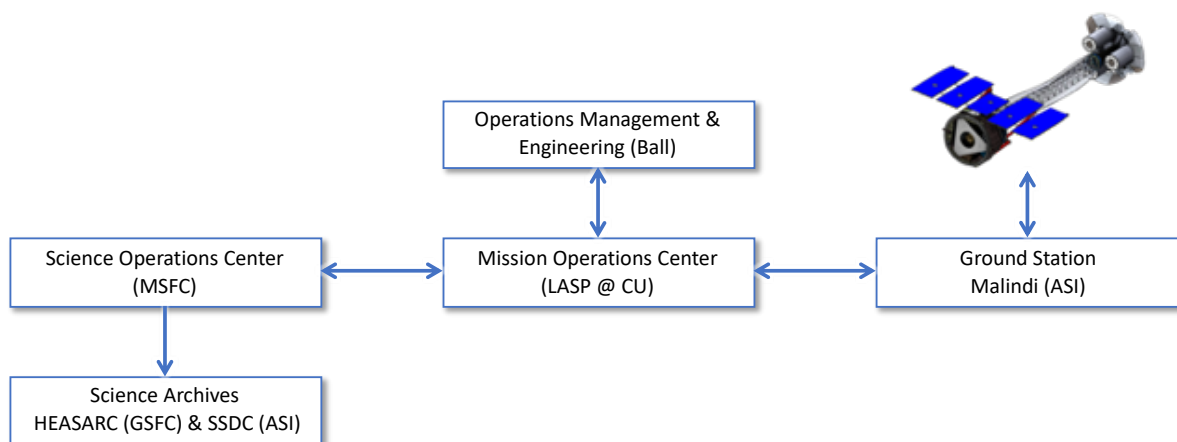 Operations Management &
Engineering (Ball)
Science Operations Center
(MSFC)
Mission Operations Center
(LASP @ CU)
Ground Station
Malindi (ASI)
Science Archives
HEASARC (GSFC) & SSDC (ASI)